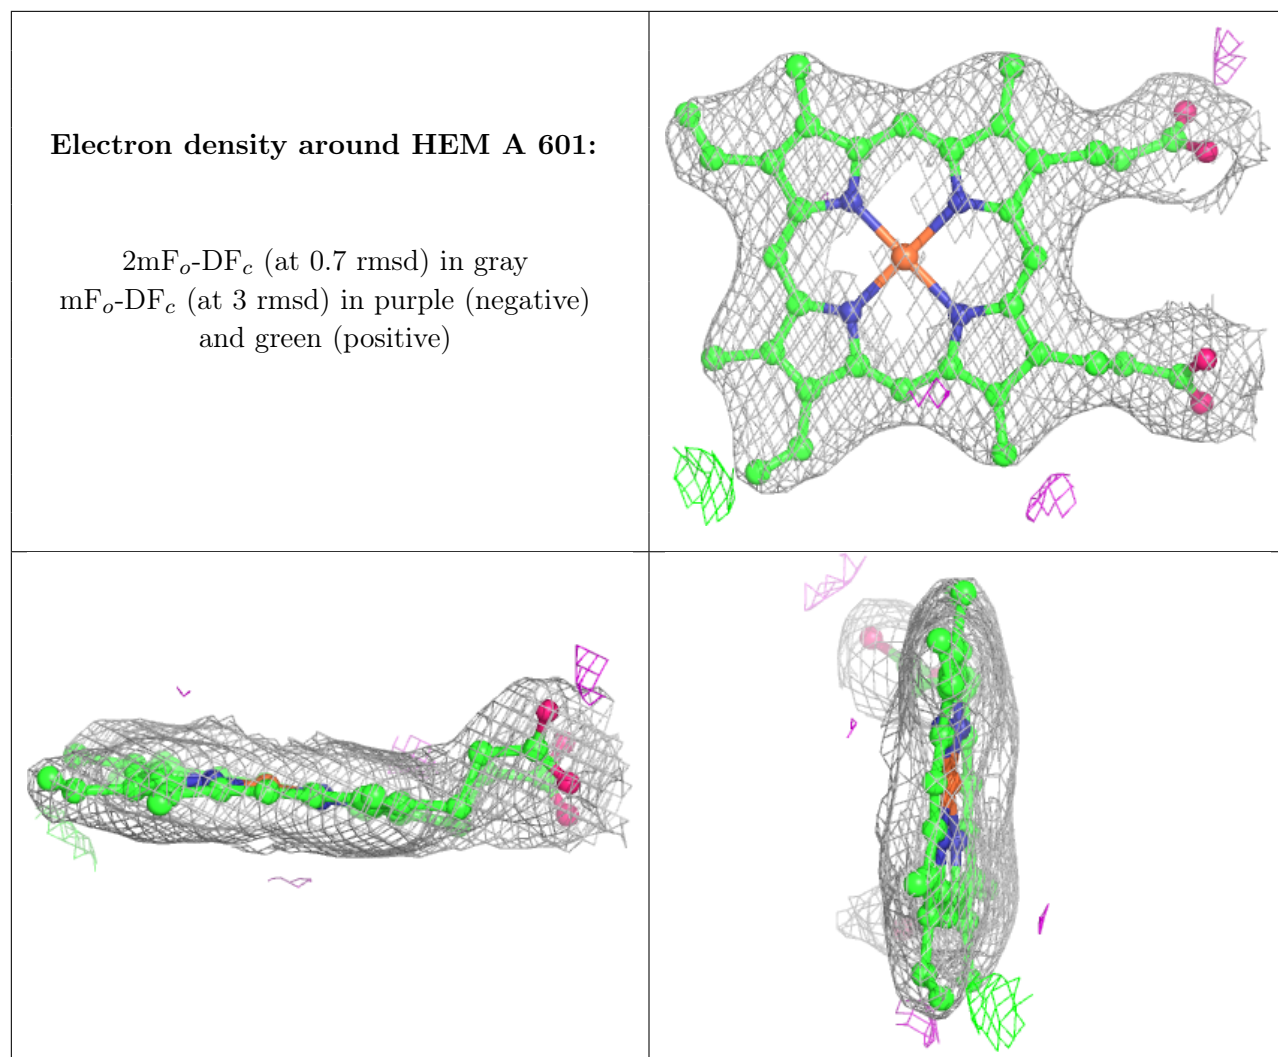 Electron density around HEM A 601:
2mFo-DFc (at 0.7 rmsd) in gray
mFo-DFc (at 3 rmsd) in purple (negative)
and green (positive)